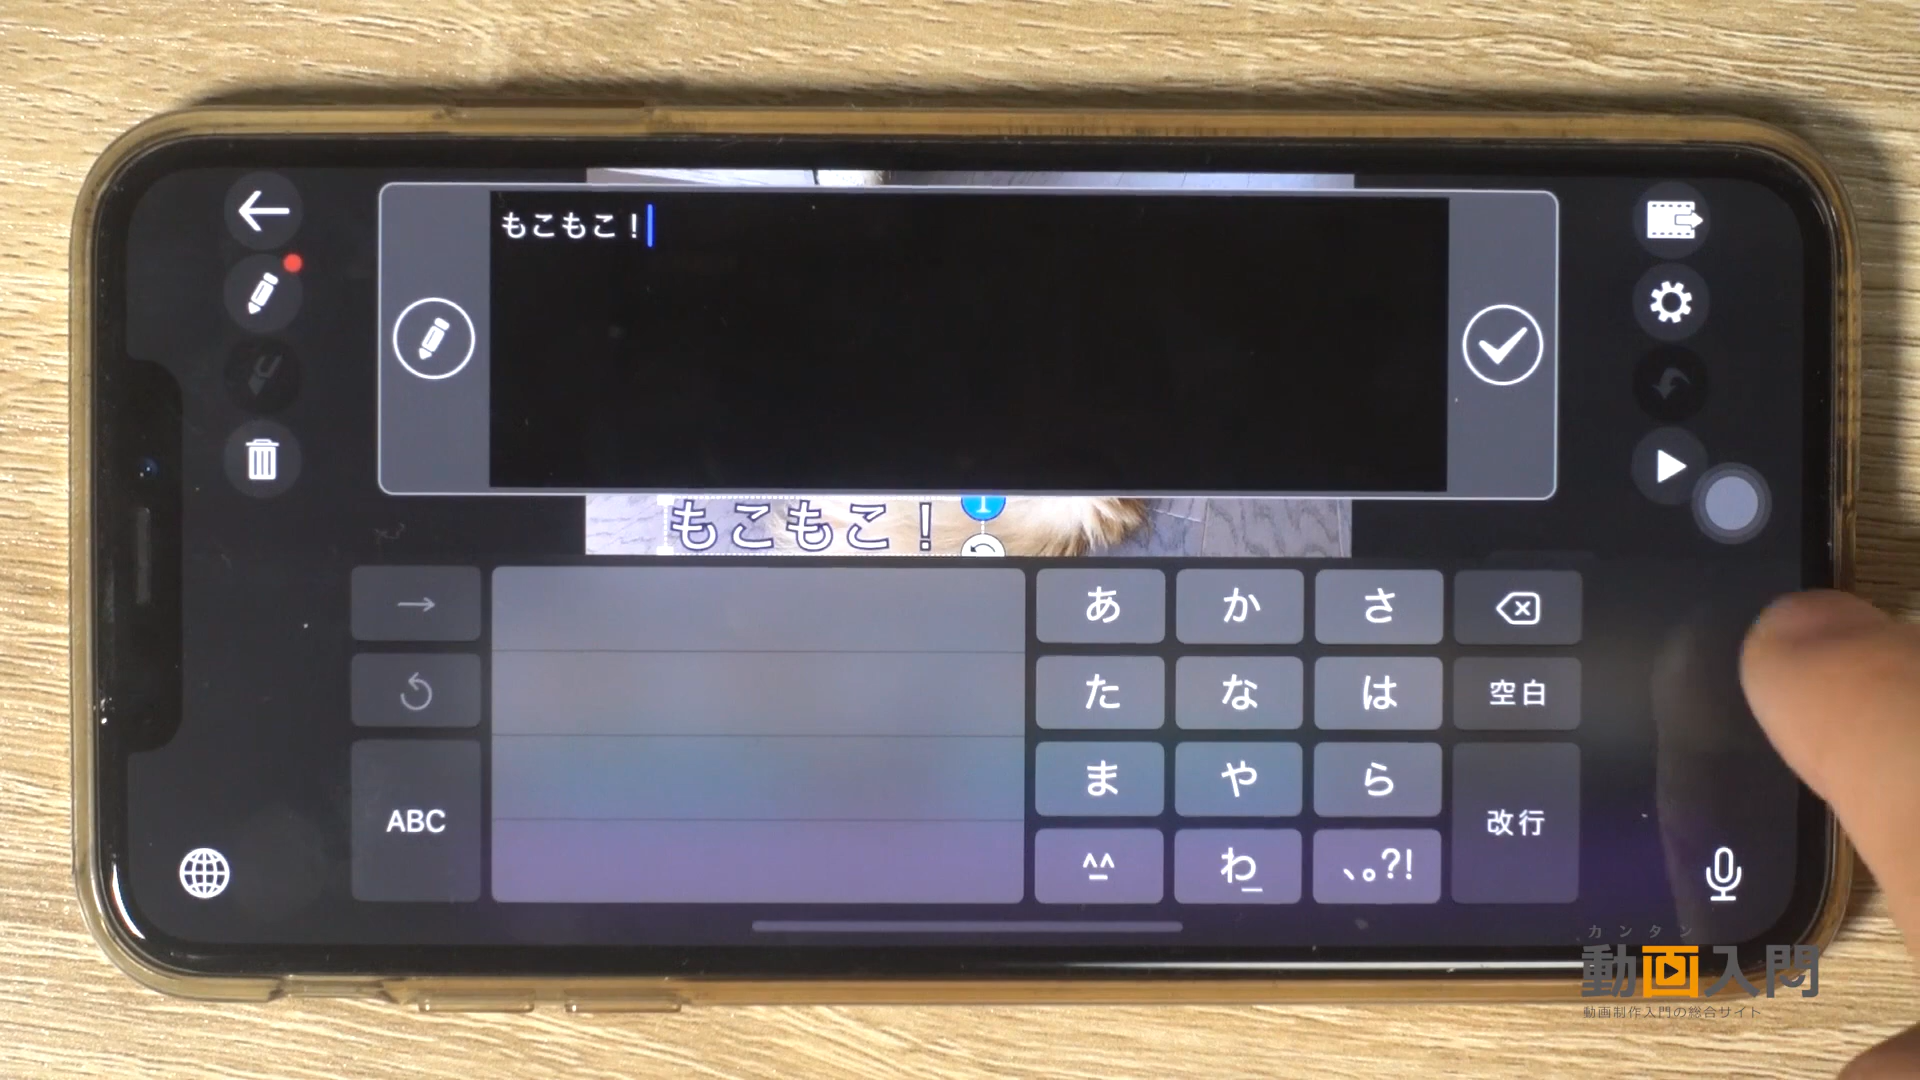 もこもこ！
もこもこ！
1
→
あ
か
さ
た
な
は
空白
ABC
ま
や
ら
改行
^^
わ_
、。?!
カンタン
動画入門
動画制作入門の総合サイト